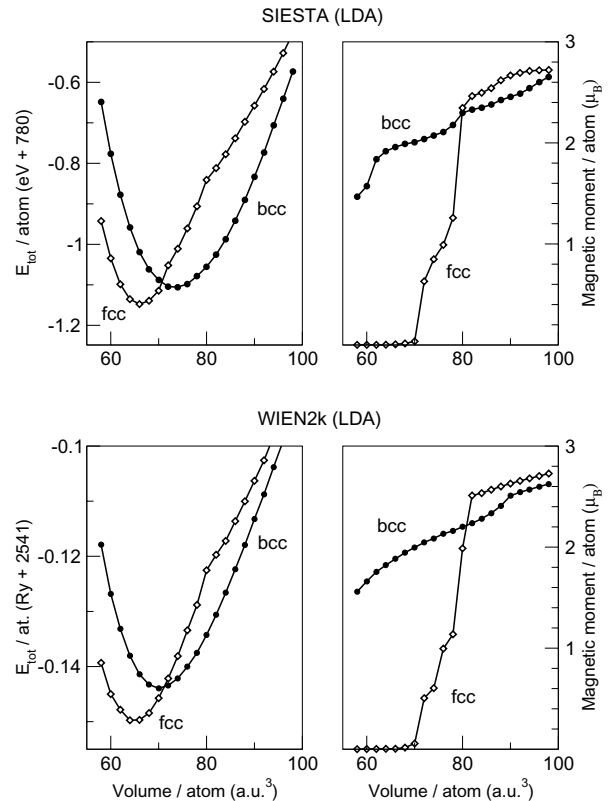 SIESTA (LDA)
E_tot / atom (eV + 780)
-0.6
-0.8
-1
-1.2
bcc
fcc
60 80 100
bcc
fcc
60 80 100
3
2
1
0
Magnetic moment / atom (μ_B)
WIEN2k (LDA)
E_tot / at. (Ry + 2541)
-0.1
-0.12
-0.14
bcc
fcc
60 80 100
Volume / atom (a.u.³)
bcc
fcc
60 80 100
Volume / atom (a.u.³)
3
2
1
0
Magnetic moment / atom (μ_B)